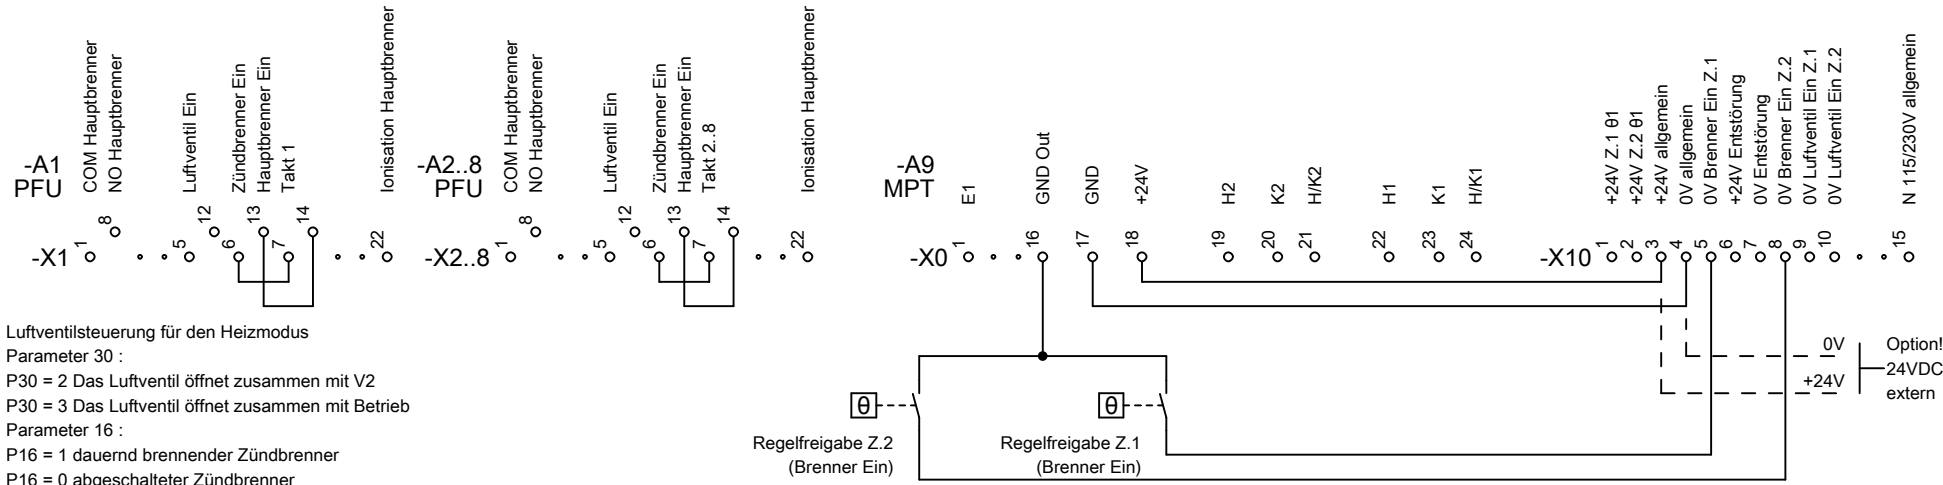 -A1
PFU
COM Hauptbrenner
NO Hauptbrenner
Luftventil Ein
Zündbrenner Ein
Hauptbrenner Ein
Takt 1
Ionisation Hauptbrenner
-X1
1
8
5
12
6
13
7
14
22
-A2..8
PFU
COM Hauptbrenner
NO Hauptbrenner
Luftventil Ein
Zündbrenner Ein
Hauptbrenner Ein
Takt 2..8
Ionisation Hauptbrenner
-X2..8
1
8
5
12
6
13
7
14
22
-A9
MPT
E1
GND Out
GND
+24V
H2
K2
H/K2
H1
K1
H/K1
-X0
1
16
17
18
19
20
21
22
23
24
+24V Z.1 θ1
+24V Z.2 θ1
+24V allgemein
0V allgemein
0V Brenner Ein Z.1
+24V Entstörung
0V Entstörung
0V Brenner Ein Z.2
0V Luftventil Ein Z.1
0V Luftventil Ein Z.2
N 115/230V allgemein
-X10
1
2
3
4
5
6
7
8
9
10
15
Luftventilsteuerung für den Heizmodus
Parameter 30 :
P30 = 2 Das Luftventil öffnet zusammen mit V2
P30 = 3 Das Luftventil öffnet zusammen mit Betrieb
Parameter 16 :
P16 = 1 dauernd brennender Zündbrenner
P16 = 0 abgeschalteter Zündbrenner
θ
Regelfreigabe Z.2
(Brenner Ein)
θ
Regelfreigabe Z.1
(Brenner Ein)
0V
+24V
Option!
24VDC
extern